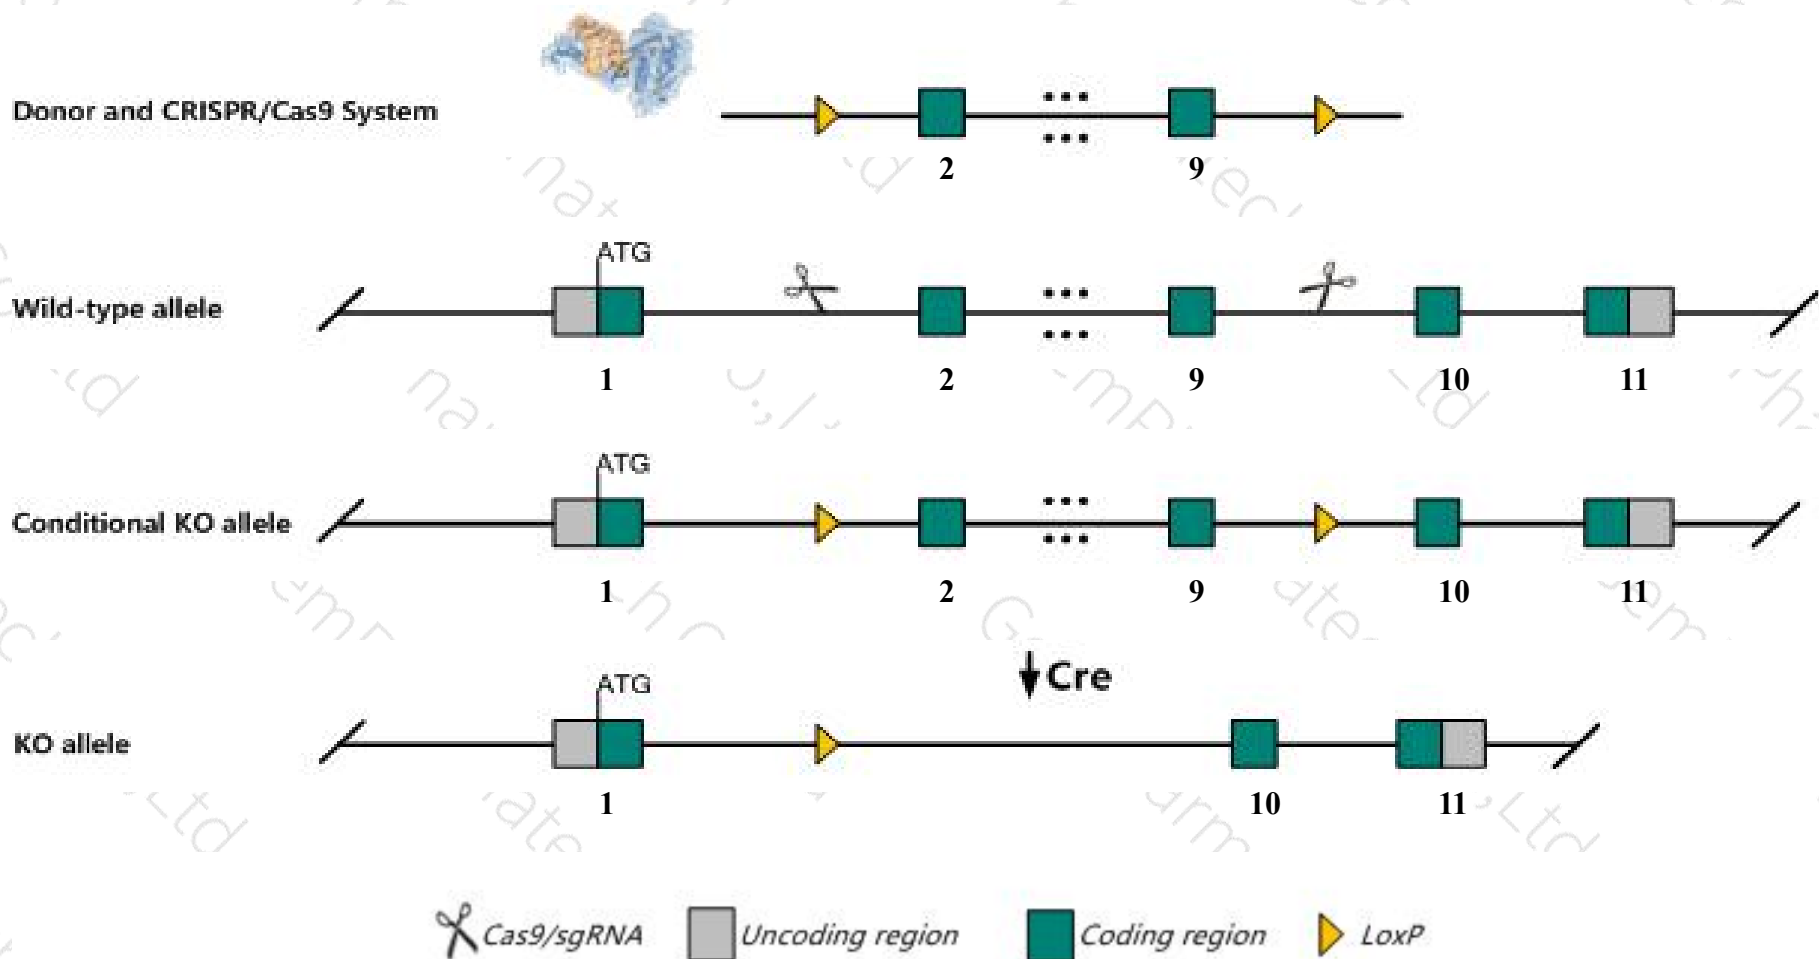 Donor and CRISPR/Cas9 System
2 9
ATG
Wild-type allele
1 2 9 10 11
ATG
Conditional KO allele
1 2 9 10 11
Cre
ATG
KO allele
1 10 11
Cas9/sgRNA Uncoding region Coding region LoxP